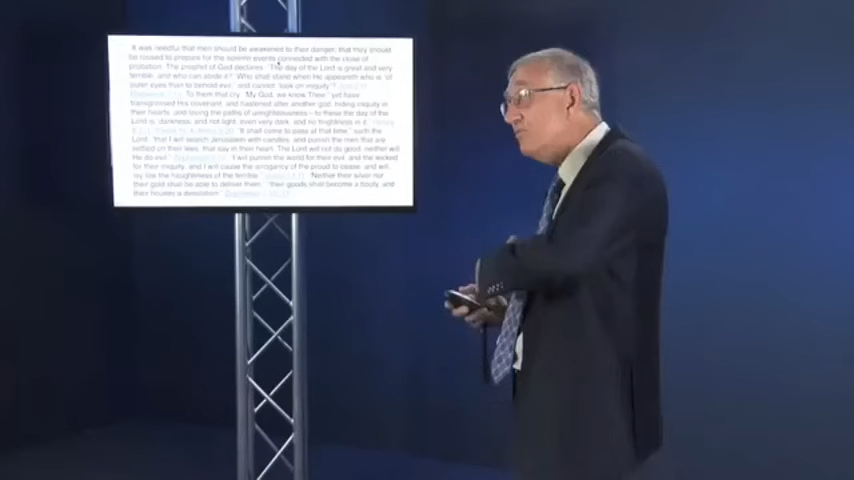 It was needful that men should be awakened to their danger; that they should
be roused to prepare for the solemn events connected with the close of
probation. The prophet of God declares: "The day of the Lord is great and very
terrible; and who can abide it?" Who shall stand when He appeareth who is "of
purer eyes than to behold evil," and cannot "look on iniquity"?
To them that cry, "My God, we know Thee," yet have
transgressed His covenant, and hastened after another god, hiding iniquity in
their hearts, and loving the paths of unrighteousness—to these the day of the
Lord is "darkness, and not light, even very dark, and no brightness in it."
"It shall come to pass at that time," saith the
Lord, "that I will search Jerusalem with candles, and punish the men that are
settled on their lees: that say in their heart, The Lord will not do good, neither will
He do evil." "I will punish the world for their evil, and the wicked
for their iniquity; and I will cause the arrogancy of the proud to cease, and will
lay low the haughtiness of the terrible." "Neither their silver nor
their gold shall be able to deliver them;" "their goods shall become a booty, and
their houses a desolation."